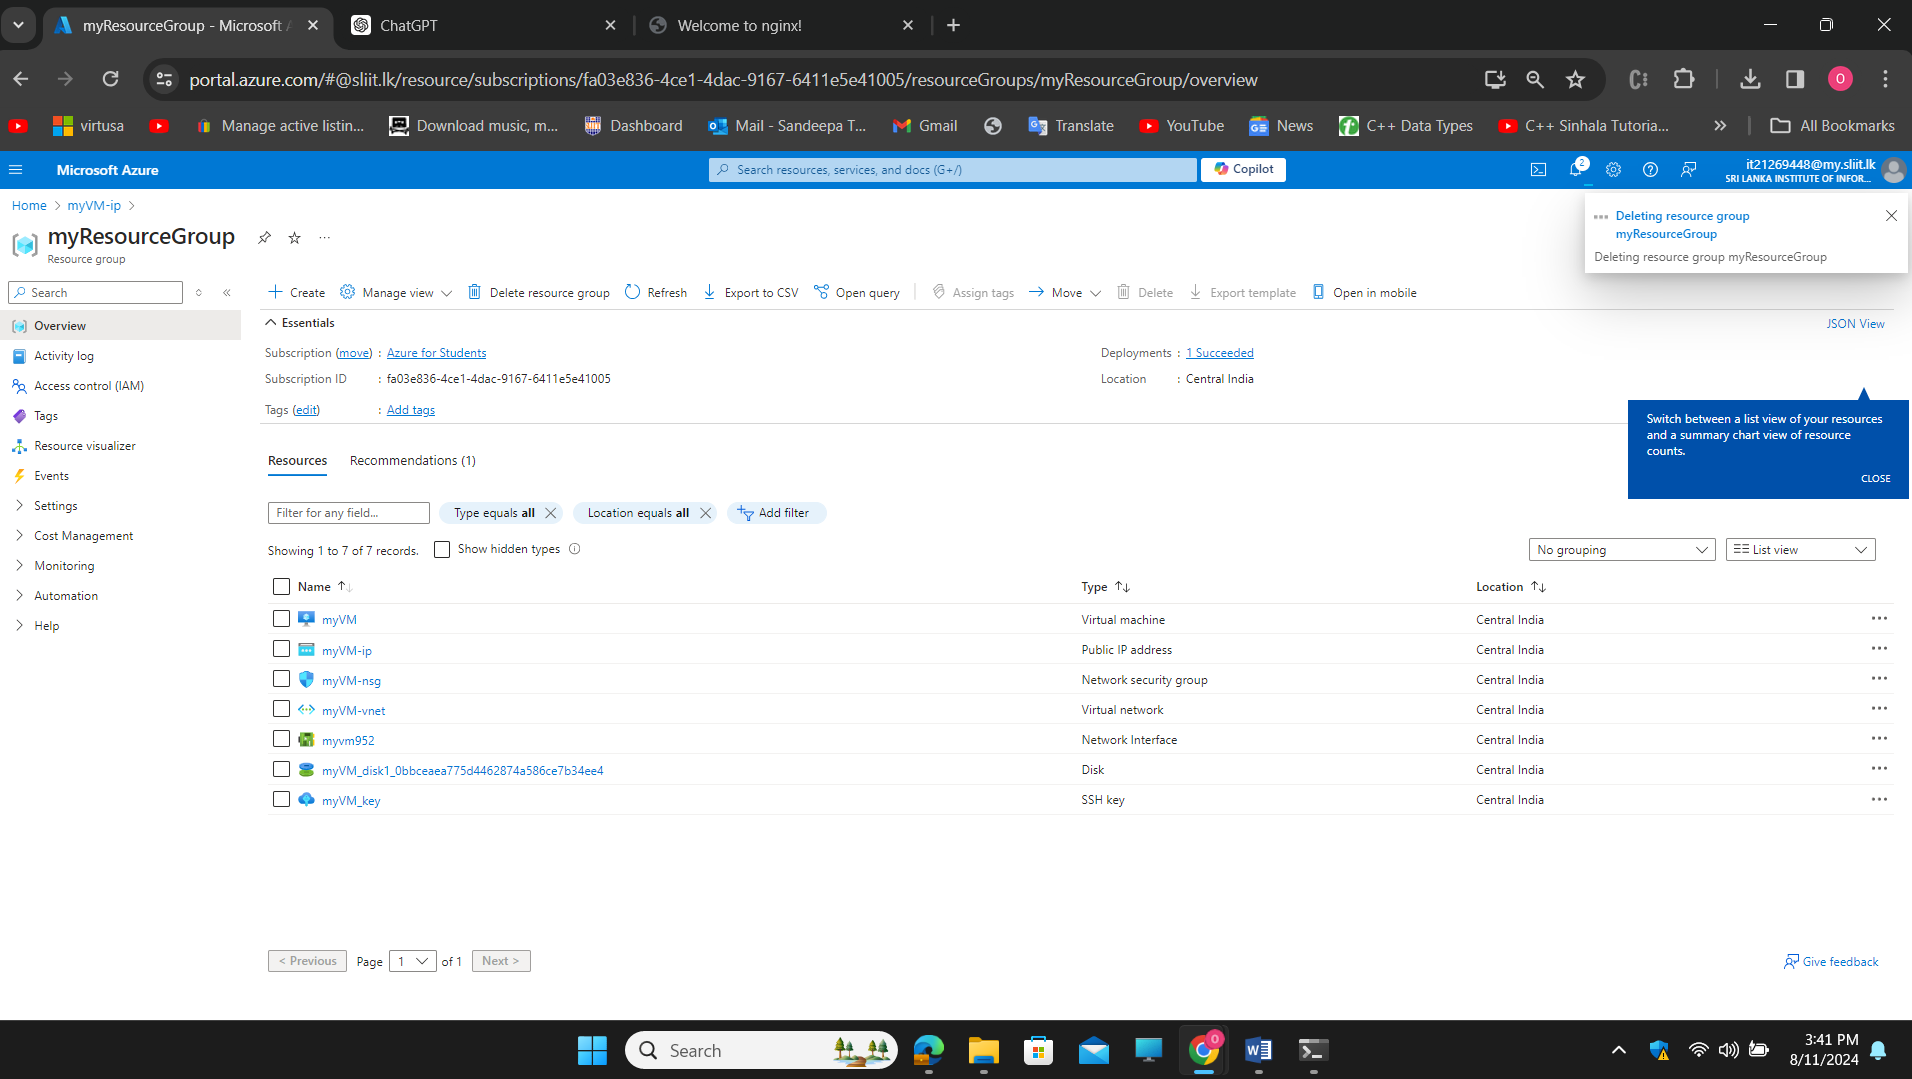 myResourceGroup - Microsoft A
ChatGPT
Welcome to nginx!
portal.azure.com/#@sliit.lk/resource/subscriptions/fa03e836-4ce1-4dac-9167-6411e5e41005/resourceGroups/myResourceGroup/overview
O
virtusa
Manage active listin...
Download music, m...
Dashboard
Mail - Sandeepa T...
Gmail
Translate
YouTube
News
C++ Data Types
C++ Sinhala Tutoria...
All Bookmarks
Microsoft Azure
Search resources, services, and docs (G+/)
Copilot
2
it21269448@my.sliit.lk
SRI LANKA INSTITUTE OF INFOR...
Home > myVM-ip >
myResourceGroup
Resource group
Deleting resource group
myResourceGroup
Deleting resource group myResourceGroup
Search
Create
Manage view
Delete resource group
Refresh
Export to CSV
Open query
Assign tags
Move
Delete
Export template
Open in mobile
Overview
Activity log
Access control (IAM)
Tags
Resource visualizer
Events
Settings
Cost Management
Monitoring
Automation
Help
Essentials
JSON View
Subscription (move) : Azure for Students
Deployments : 1 Succeeded
Subscription ID : fa03e836-4ce1-4dac-9167-6411e5e41005
Location : Central India
Tags (edit) : Add tags
Switch between a list view of your resources
and a summary chart view of resource
counts.
CLOSE
Resources
Recommendations (1)
Filter for any field...
Type equals all
Location equals all
Add filter
Showing 1 to 7 of 7 records.
Show hidden types
No grouping
List view
Name
Type
Location
myVM Virtual machine Central India
myVM-ip Public IP address Central India
myVM-nsg Network security group Central India
myVM-vnet Virtual network Central India
myvm952 Network Interface Central India
myVM_disk1_0bbceaea775d4462874a586ce7b34ee4 Disk Central India
myVM_key SSH key Central India
< Previous
Page 1 of 1
Next >
Give feedback
Search
3:41 PM
8/11/2024